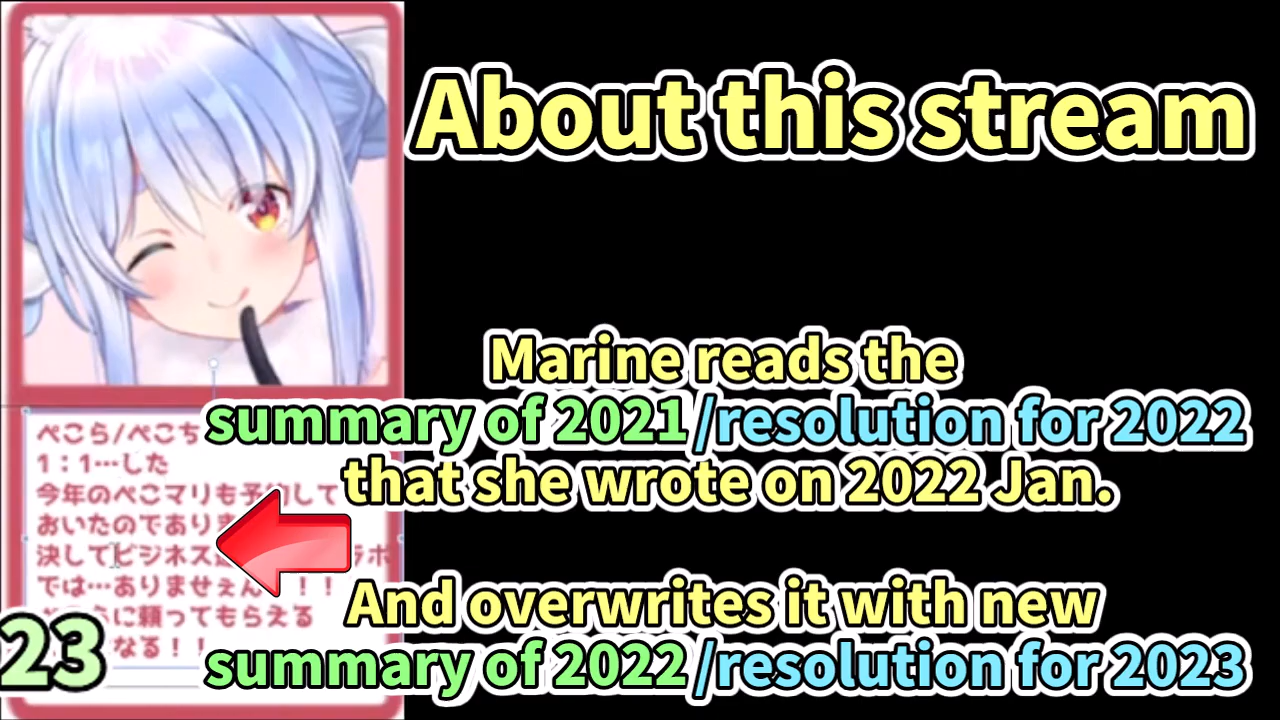 About this stream
Marine reads the
summary of 2021/resolution for 2022
that she wrote on 2022 Jan.
And overwrites it with new
summary of 2022/resolution for 2023
ぺこら/ぺこち
1：1…した
今年のぺこマリも予約して
おいたのであります
決してビジネス ラボ
では…ありませぇん！！！
に頼ってもらえる
なる！！
23